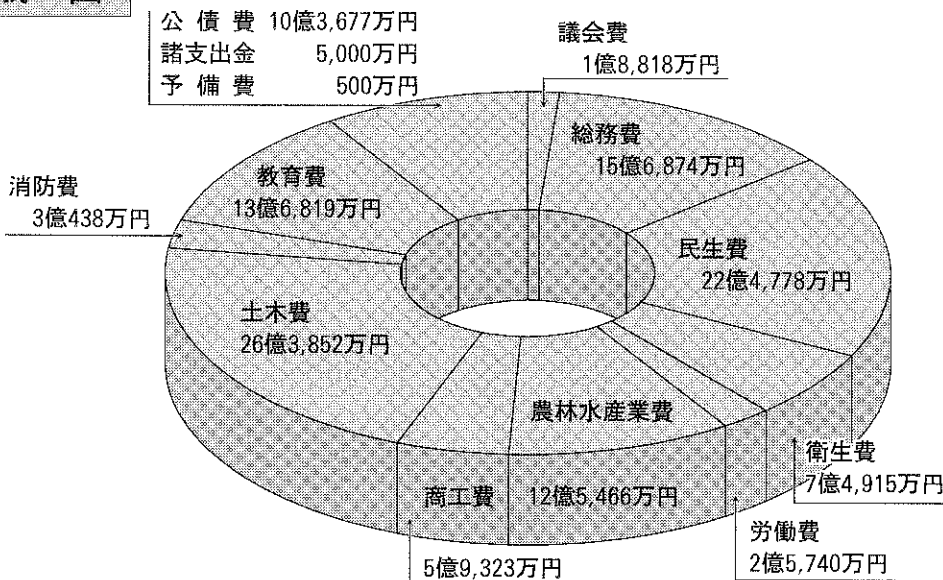 公債費 10億3,677万円
諸支出金 5,000万円
予備費 500万円
議会費
1億8,818万円
総務費
15億6,874万円
民生費
22億4,778万円
衛生費
7億4,915万円
労働費
2億5,740万円
農林水産業費
12億5,466万円
商工費
5億9,323万円
土木費
26億3,852万円
消防費
3億438万円
教育費
13億6,819万円